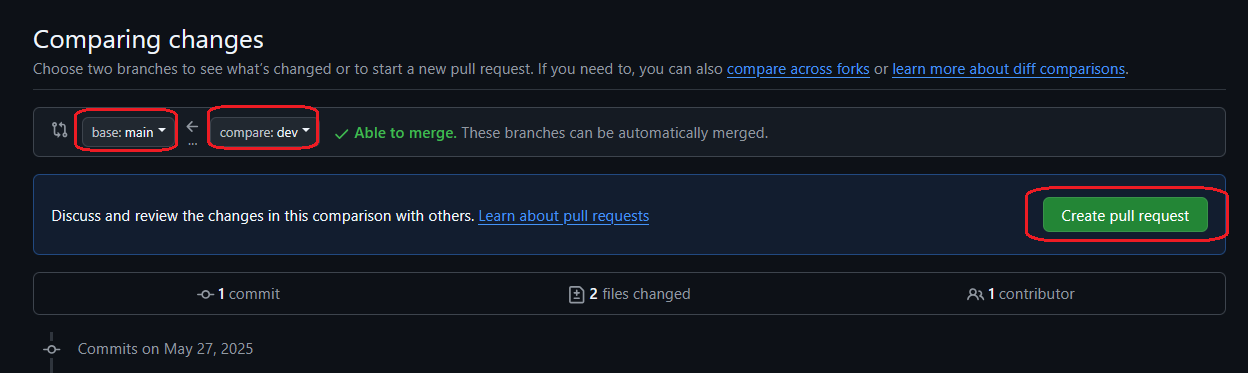 Comparing changes
Choose two branches to see what's changed or to start a new pull request. If you need to, you can also compare across forks or learn more about diff comparisons.
base: main ← compare: dev ✓ Able to merge. These branches can be automatically merged.
...
Discuss and review the changes in this comparison with others. Learn about pull requests Create pull request
1 commit 2 files changed 1 contributor
Commits on May 27, 2025